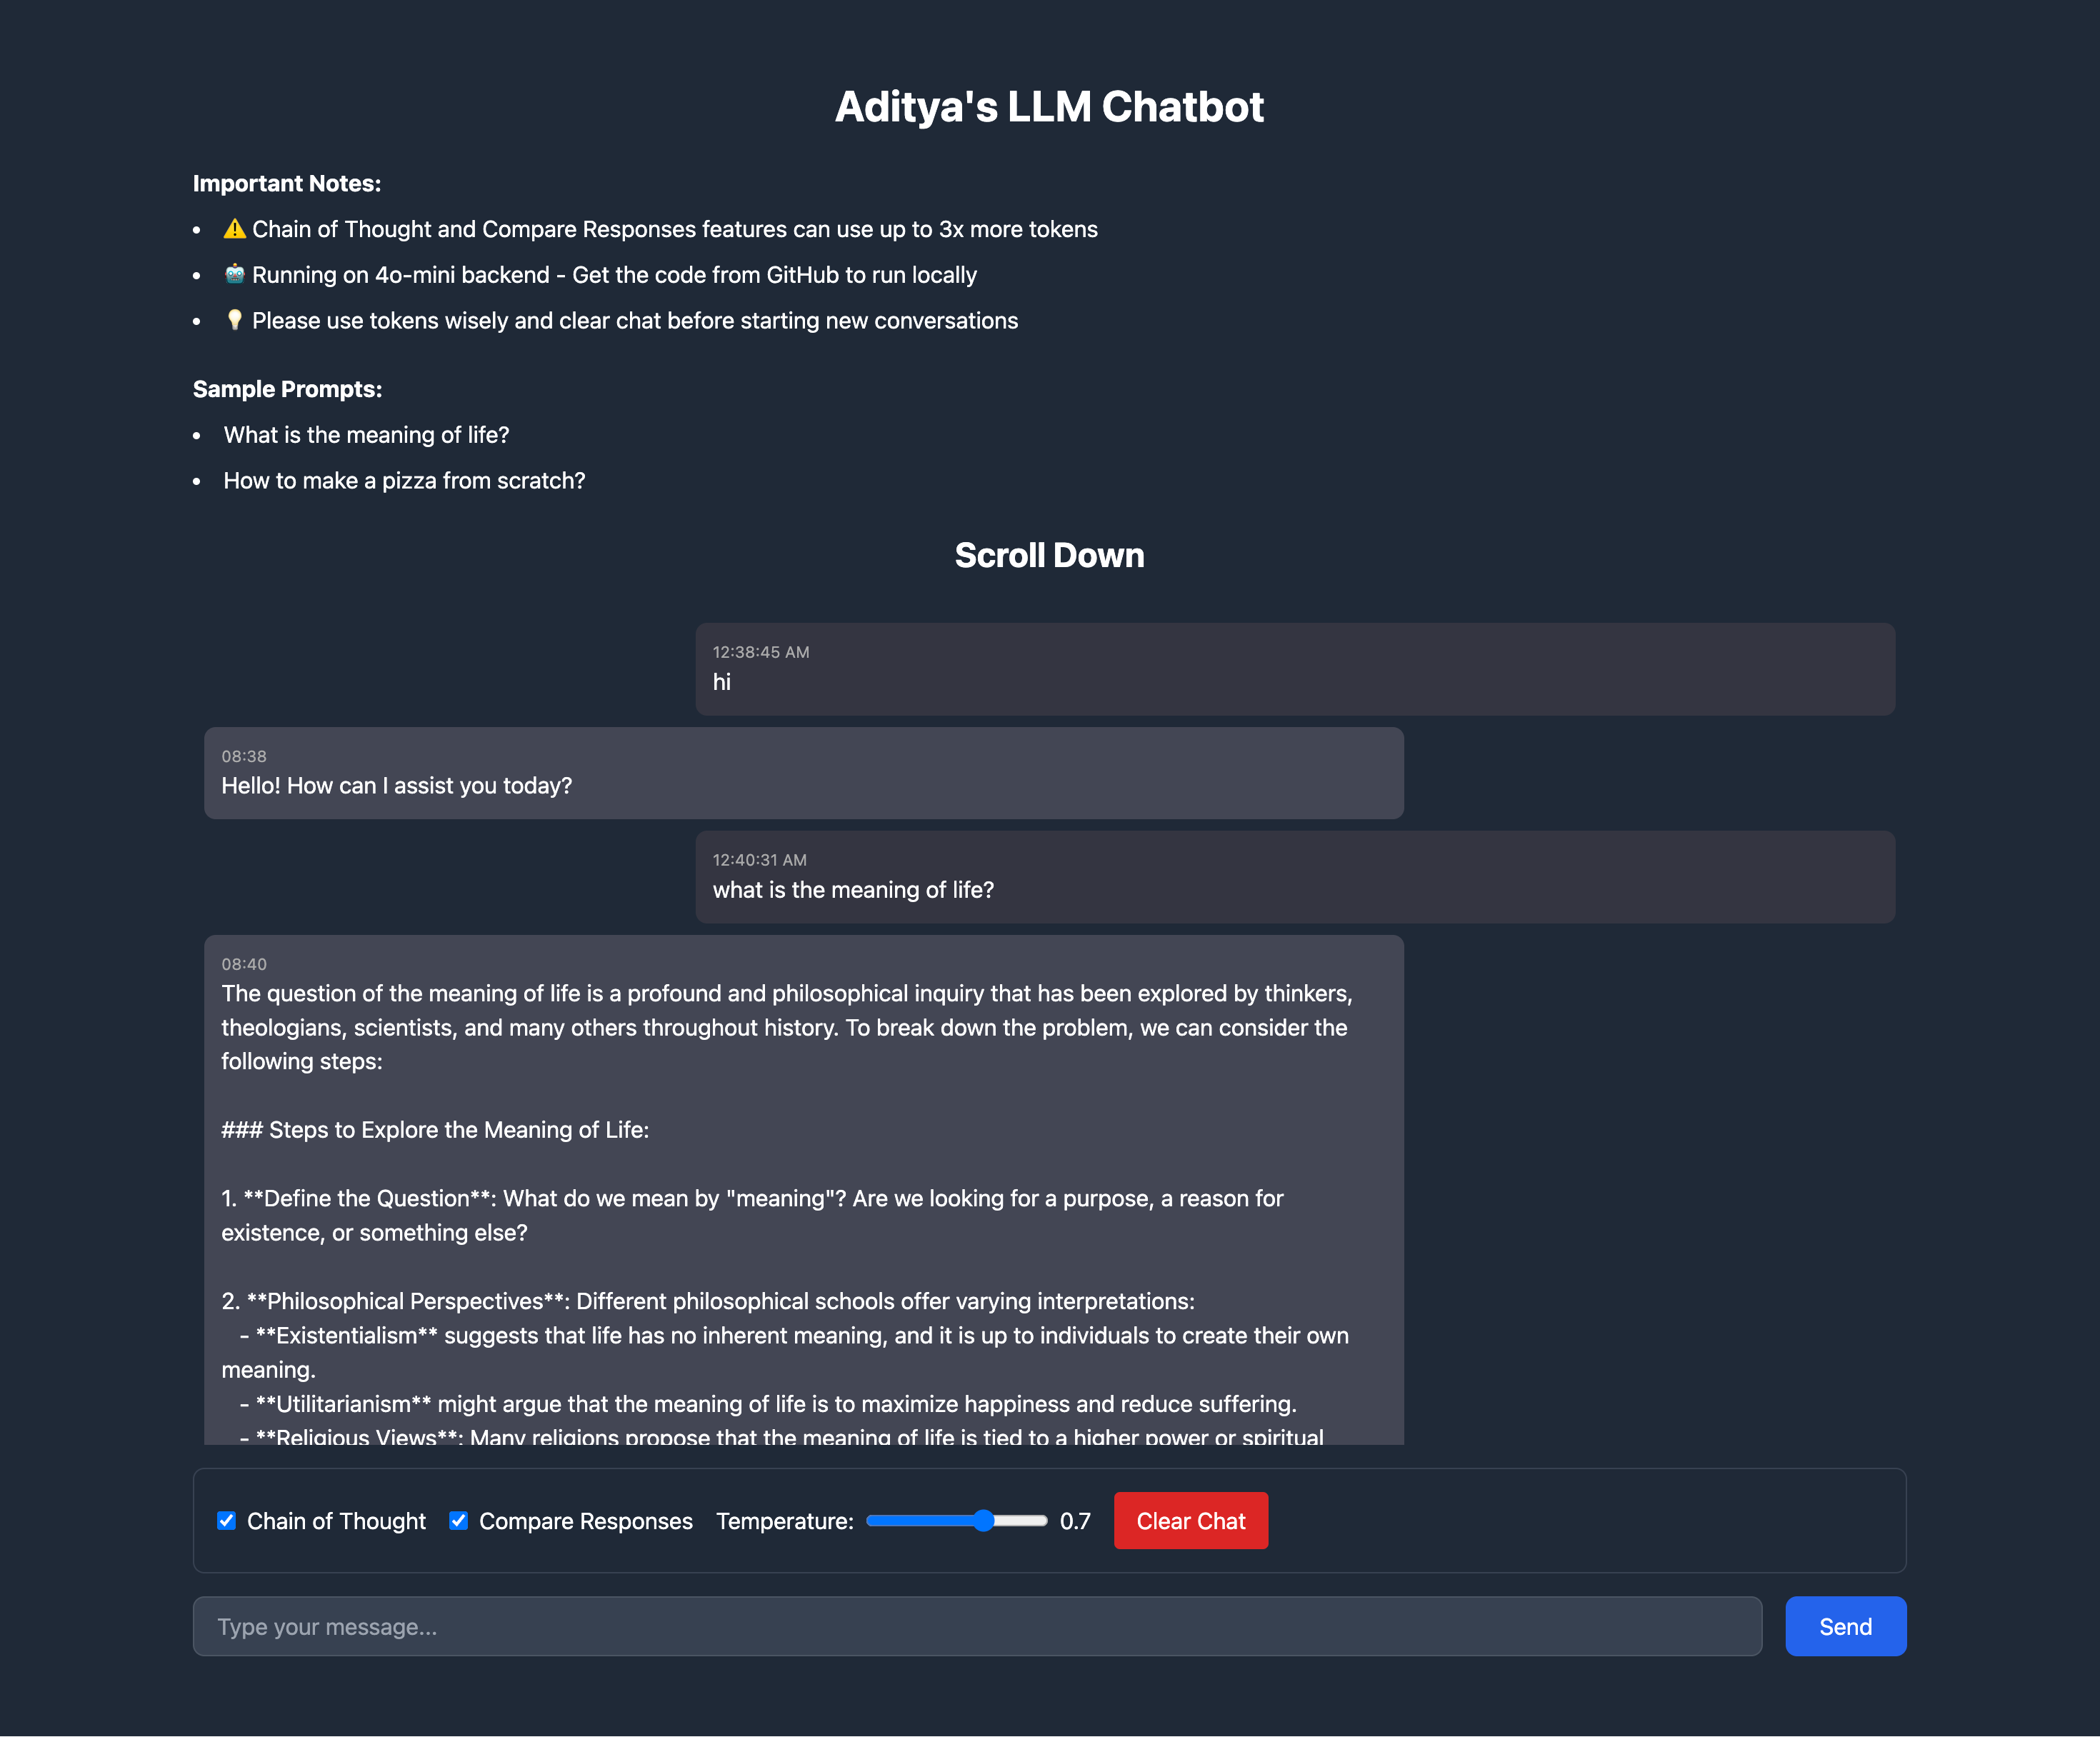 Aditya's LLM Chatbot
Important Notes:
• ⚠️ Chain of Thought and Compare Responses features can use up to 3x more tokens
• 🤖 Running on 4o-mini backend - Get the code from GitHub to run locally
• 💡 Please use tokens wisely and clear chat before starting new conversations
Sample Prompts:
• What is the meaning of life?
• How to make a pizza from scratch?
Scroll Down
12:38:45 AM
hi
08:38
Hello! How can I assist you today?
12:40:31 AM
what is the meaning of life?
08:40
The question of the meaning of life is a profound and philosophical inquiry that has been explored by thinkers,
theologians, scientists, and many others throughout history. To break down the problem, we can consider the
following steps:
### Steps to Explore the Meaning of Life:
1. **Define the Question**: What do we mean by "meaning"? Are we looking for a purpose, a reason for
existence, or something else?
2. **Philosophical Perspectives**: Different philosophical schools offer varying interpretations:
- **Existentialism** suggests that life has no inherent meaning, and it is up to individuals to create their own
meaning.
- **Utilitarianism** might argue that the meaning of life is to maximize happiness and reduce suffering.
- **Religious Views**: Many religions propose that the meaning of life is tied to a higher power or spiritual
Chain of Thought Compare Responses Temperature: 0.7 Clear Chat
Type your message...
Send